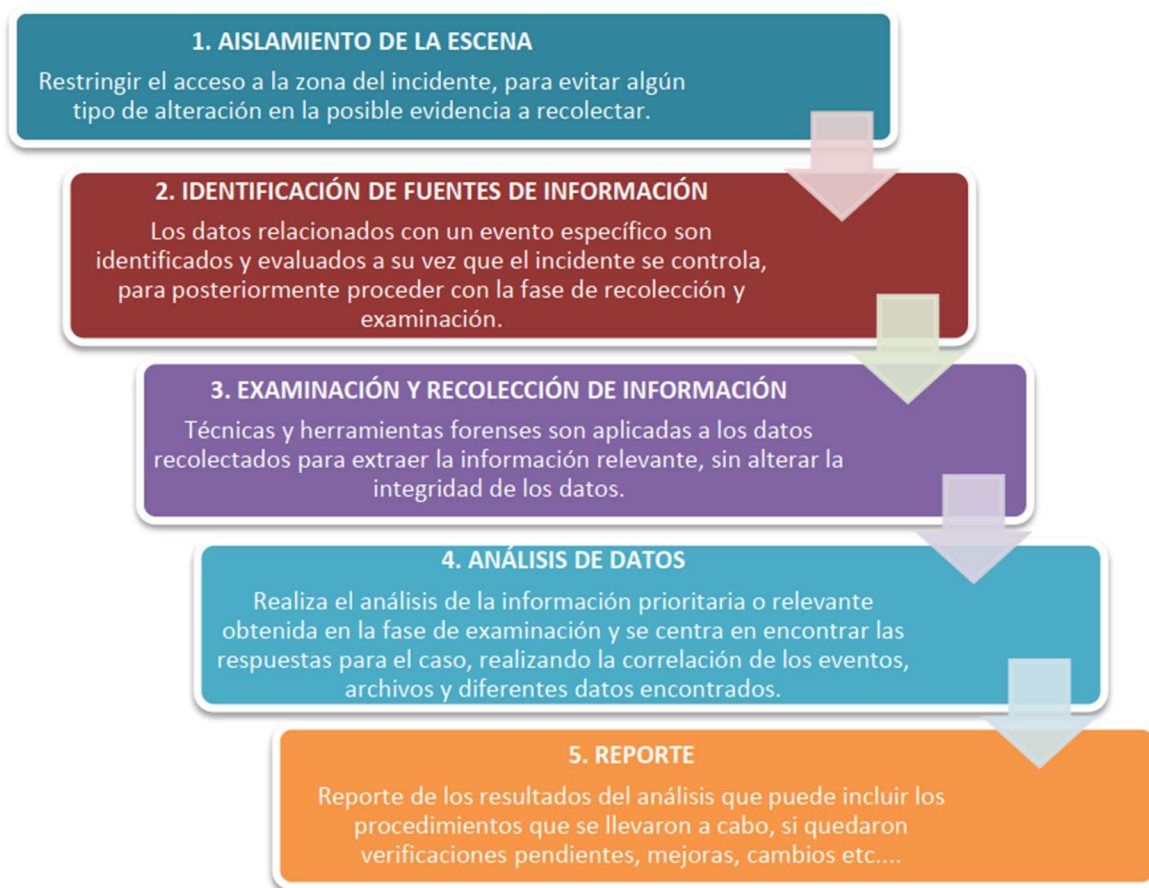 1. AISLAMIENTO DE LA ESCENA
Restringir el acceso a la zona del incidente, para evitar algún
tipo de alteración en la posible evidencia a recolectar.
2. IDENTIFICACIÓN DE FUENTES DE INFORMACIÓN
Los datos relacionados con un evento específico son
identificados y evaluados a su vez que el incidente se controla,
para posteriormente proceder con la fase de recolección y
examinación.
3. EXAMINACIÓN Y RECOLECCIÓN DE INFORMACIÓN
Técnicas y herramientas forenses son aplicadas a los datos
recolectados para extraer la información relevante, sin alterar la
integridad de los datos.
4. ANÁLISIS DE DATOS
Realiza el análisis de la información prioritaria o relevante
obtenida en la fase de examinación y se centra en encontrar las
respuestas para el caso, realizando la correlación de los eventos,
archivos y diferentes datos encontrados.
5. REPORTE
Reporte de los resultados del análisis que puede incluir los
procedimientos que se llevaron a cabo, si quedaron
verificaciones pendientes, mejoras, cambios etc....